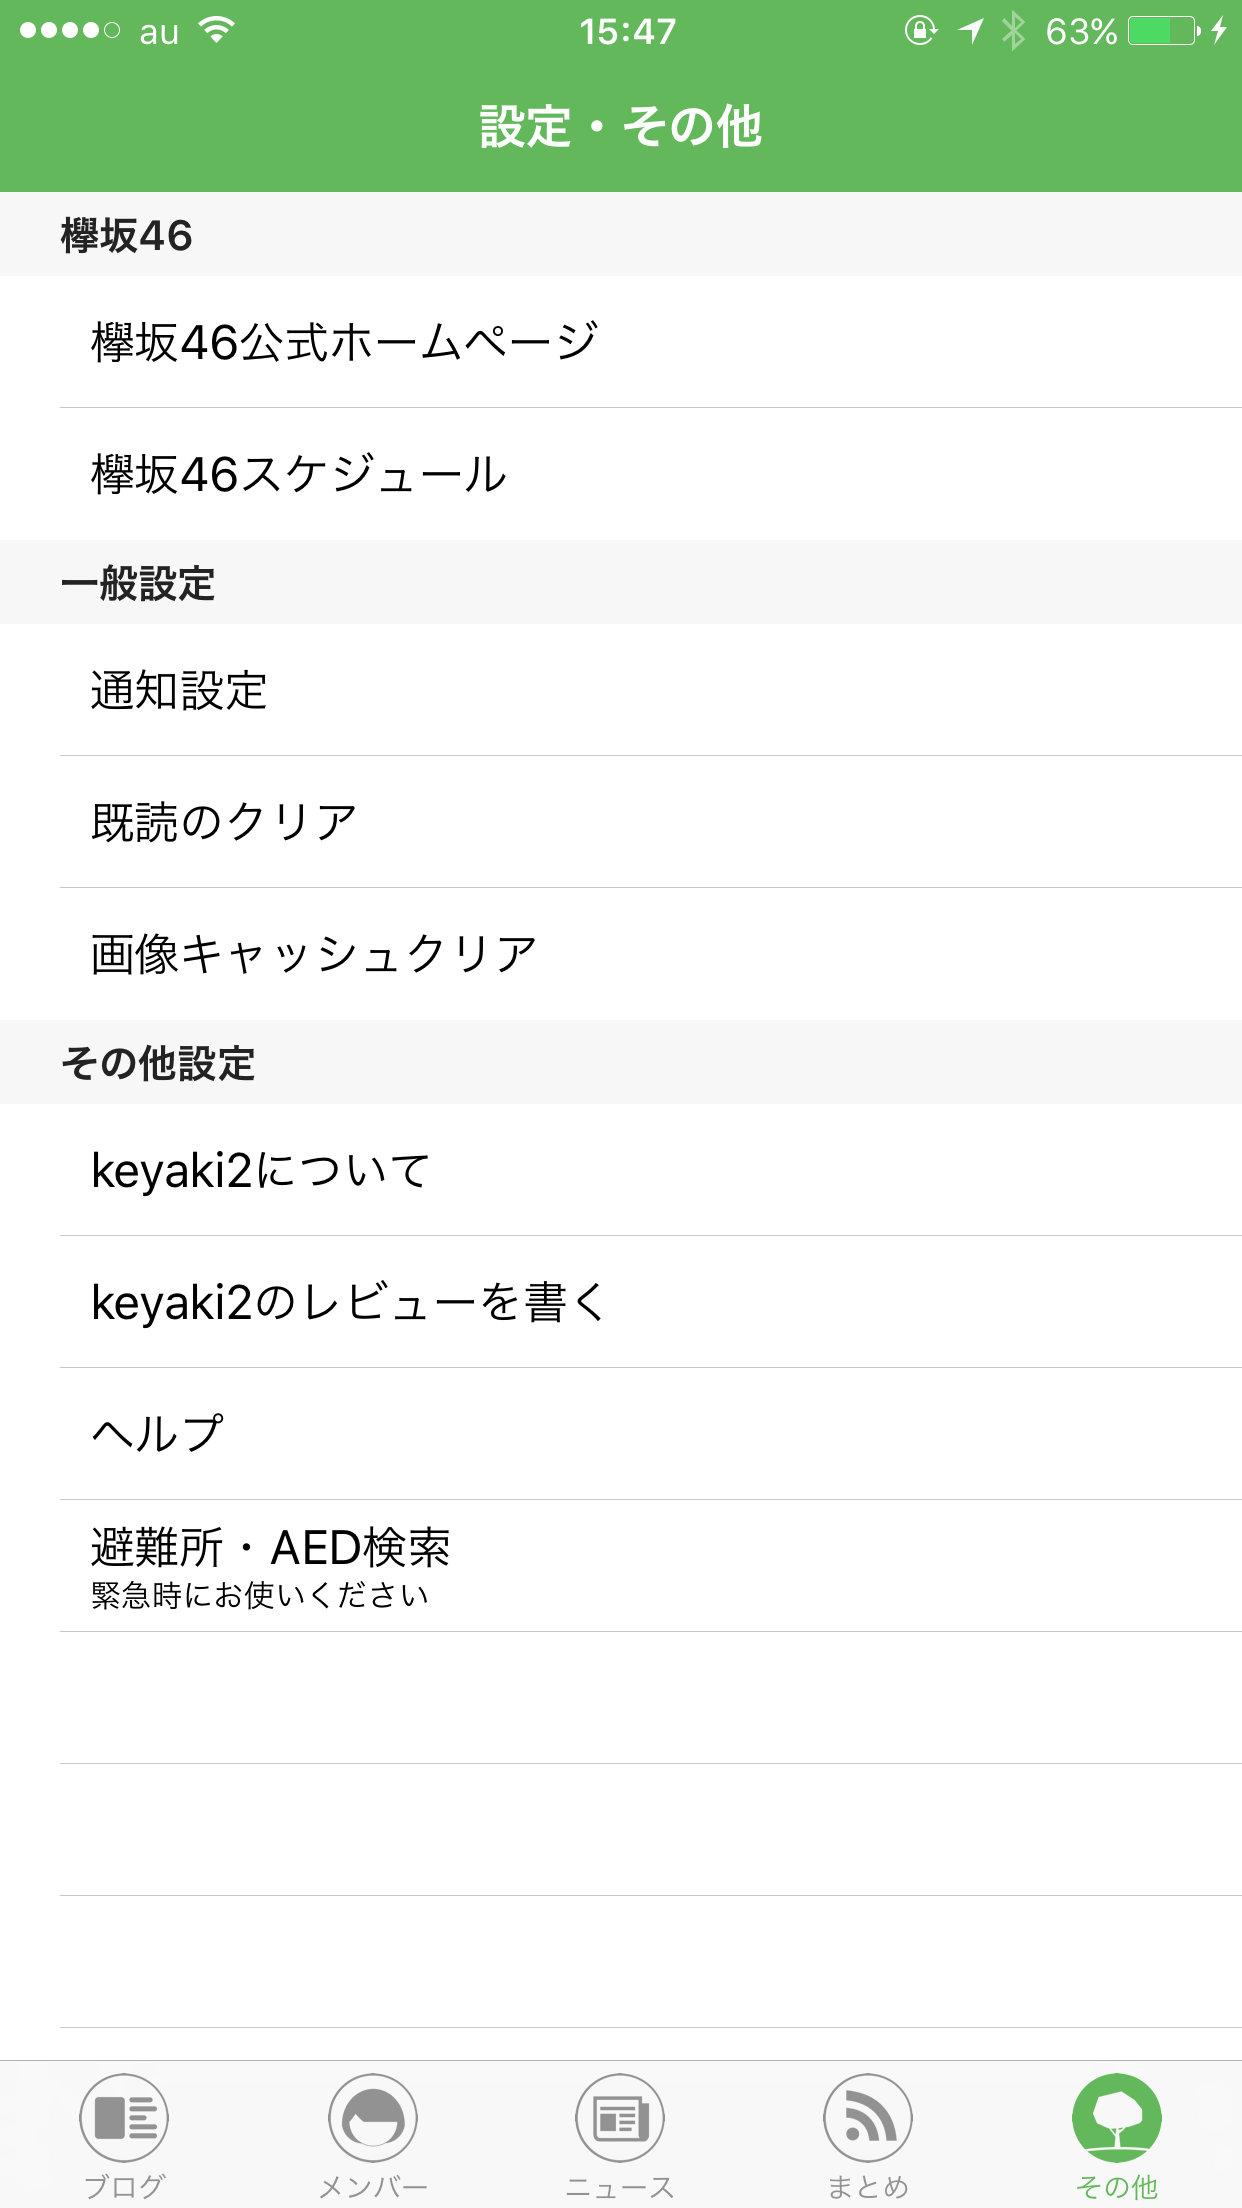 au 15:47 63%
設定・その他
欅坂46
欅坂46公式ホームページ
欅坂46スケジュール
一般設定
通知設定
既読のクリア
画像キャッシュクリア
その他設定
keyaki2について
keyaki2のレビューを書く
ヘルプ
避難所・AED検索
緊急時にお使いください
ブログ メンバー ニュース まとめ その他